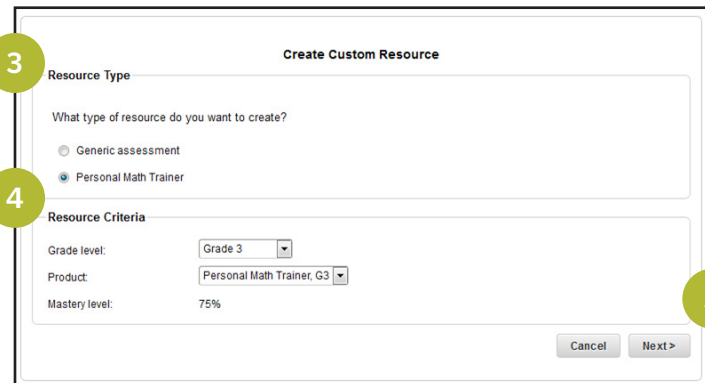 Create Custom Resource
3
Resource Type
What type of resource do you want to create?
Generic assessment
Personal Math Trainer
4
Resource Criteria
Grade level: Grade 3
Product: Personal Math Trainer, G3
Mastery level: 75%
Cancel Next >